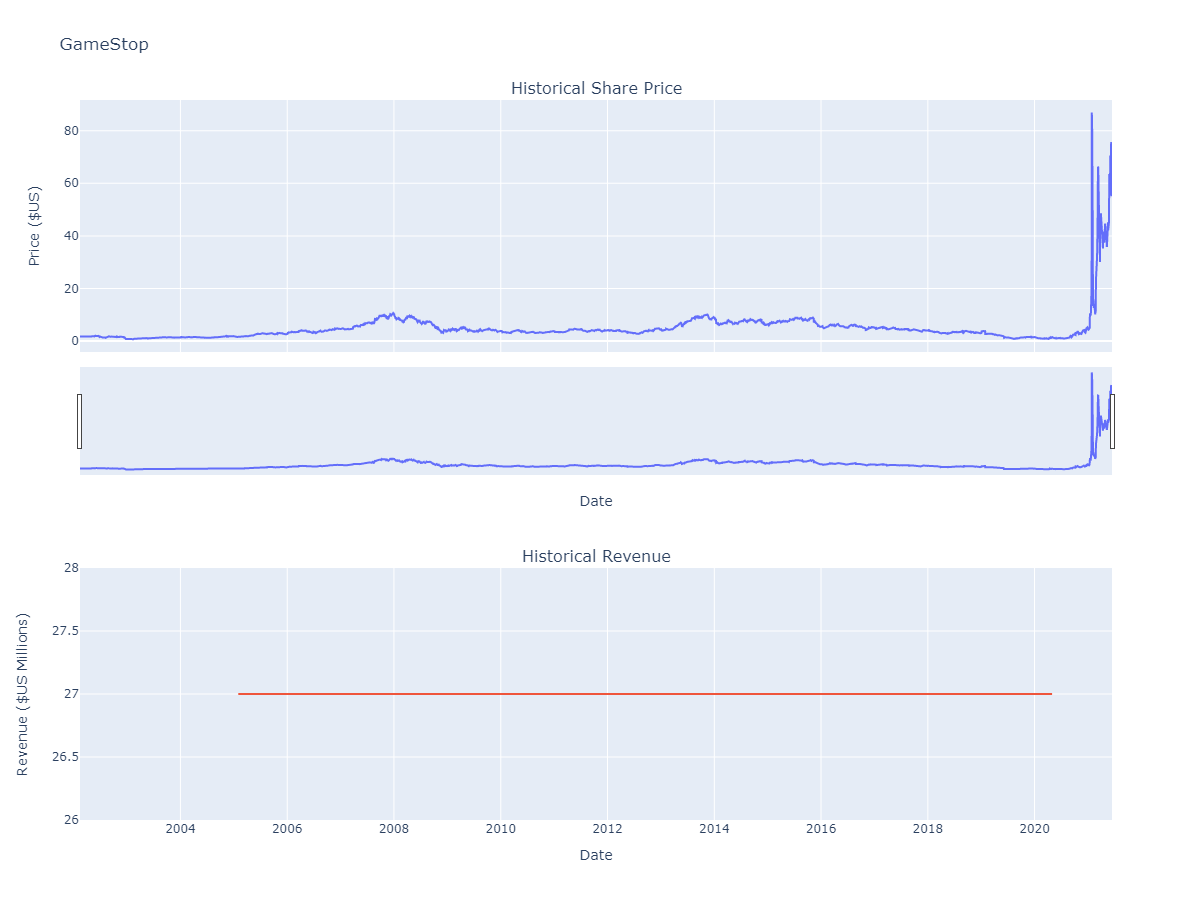 GameStop
Historical Share Price
80
60
40
20
0
Price ($US)
Date
Historical Revenue
28
27.5
27
26.5
26
Revenue ($US Millions)
2004 2006 2008 2010 2012 2014 2016 2018 2020
Date